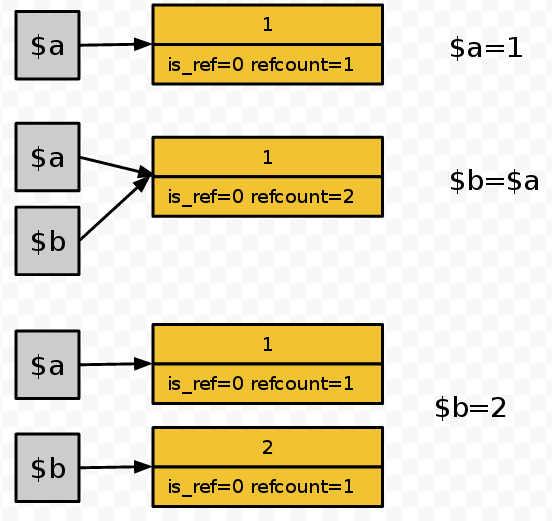 $a
1
is_ref=0 refcount=1
$a=1
$a
1
is_ref=0 refcount=2
$b=$a
$b
$a
1
is_ref=0 refcount=1
$b=2
$b
2
is_ref=0 refcount=1